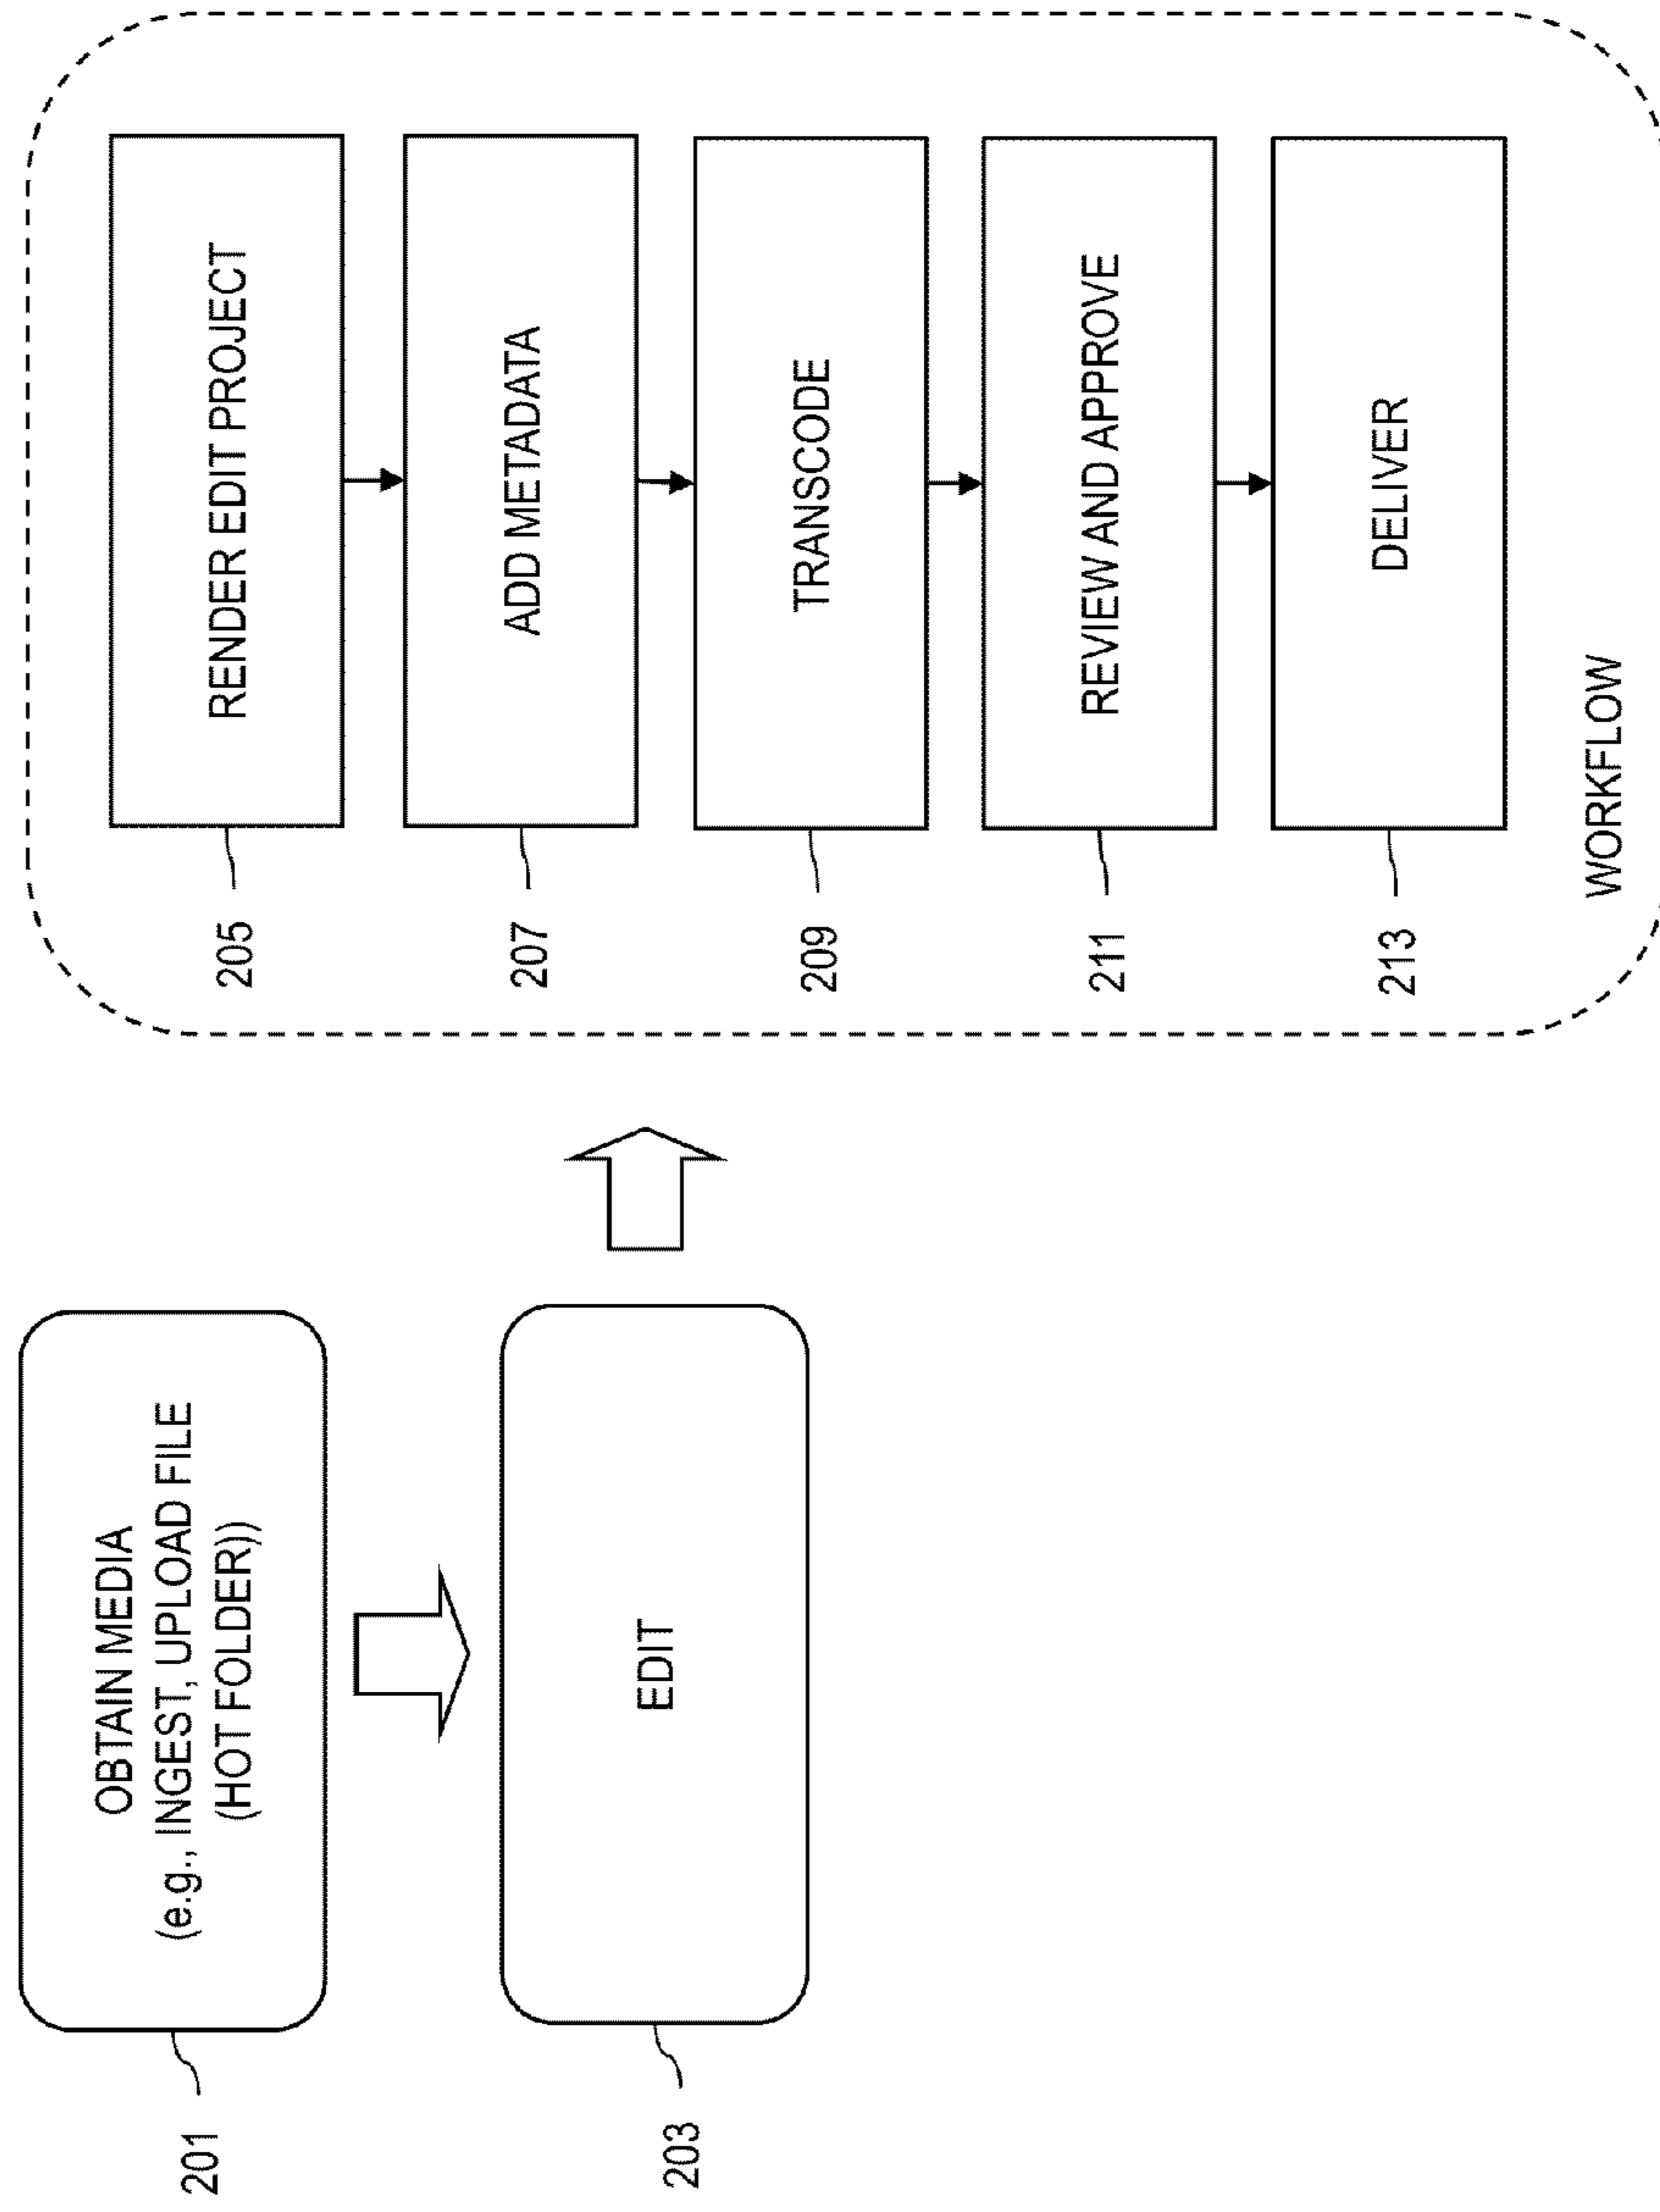 201
OBTAIN MEDIA
(e.g., INGEST, UPLOAD FILE
(HOT FOLDER))
203
EDIT
205
RENDER EDIT PROJECT
207
ADD METADATA
209
TRANSCODE
211
REVIEW AND APPROVE
213
DELIVER
WORKFLOW